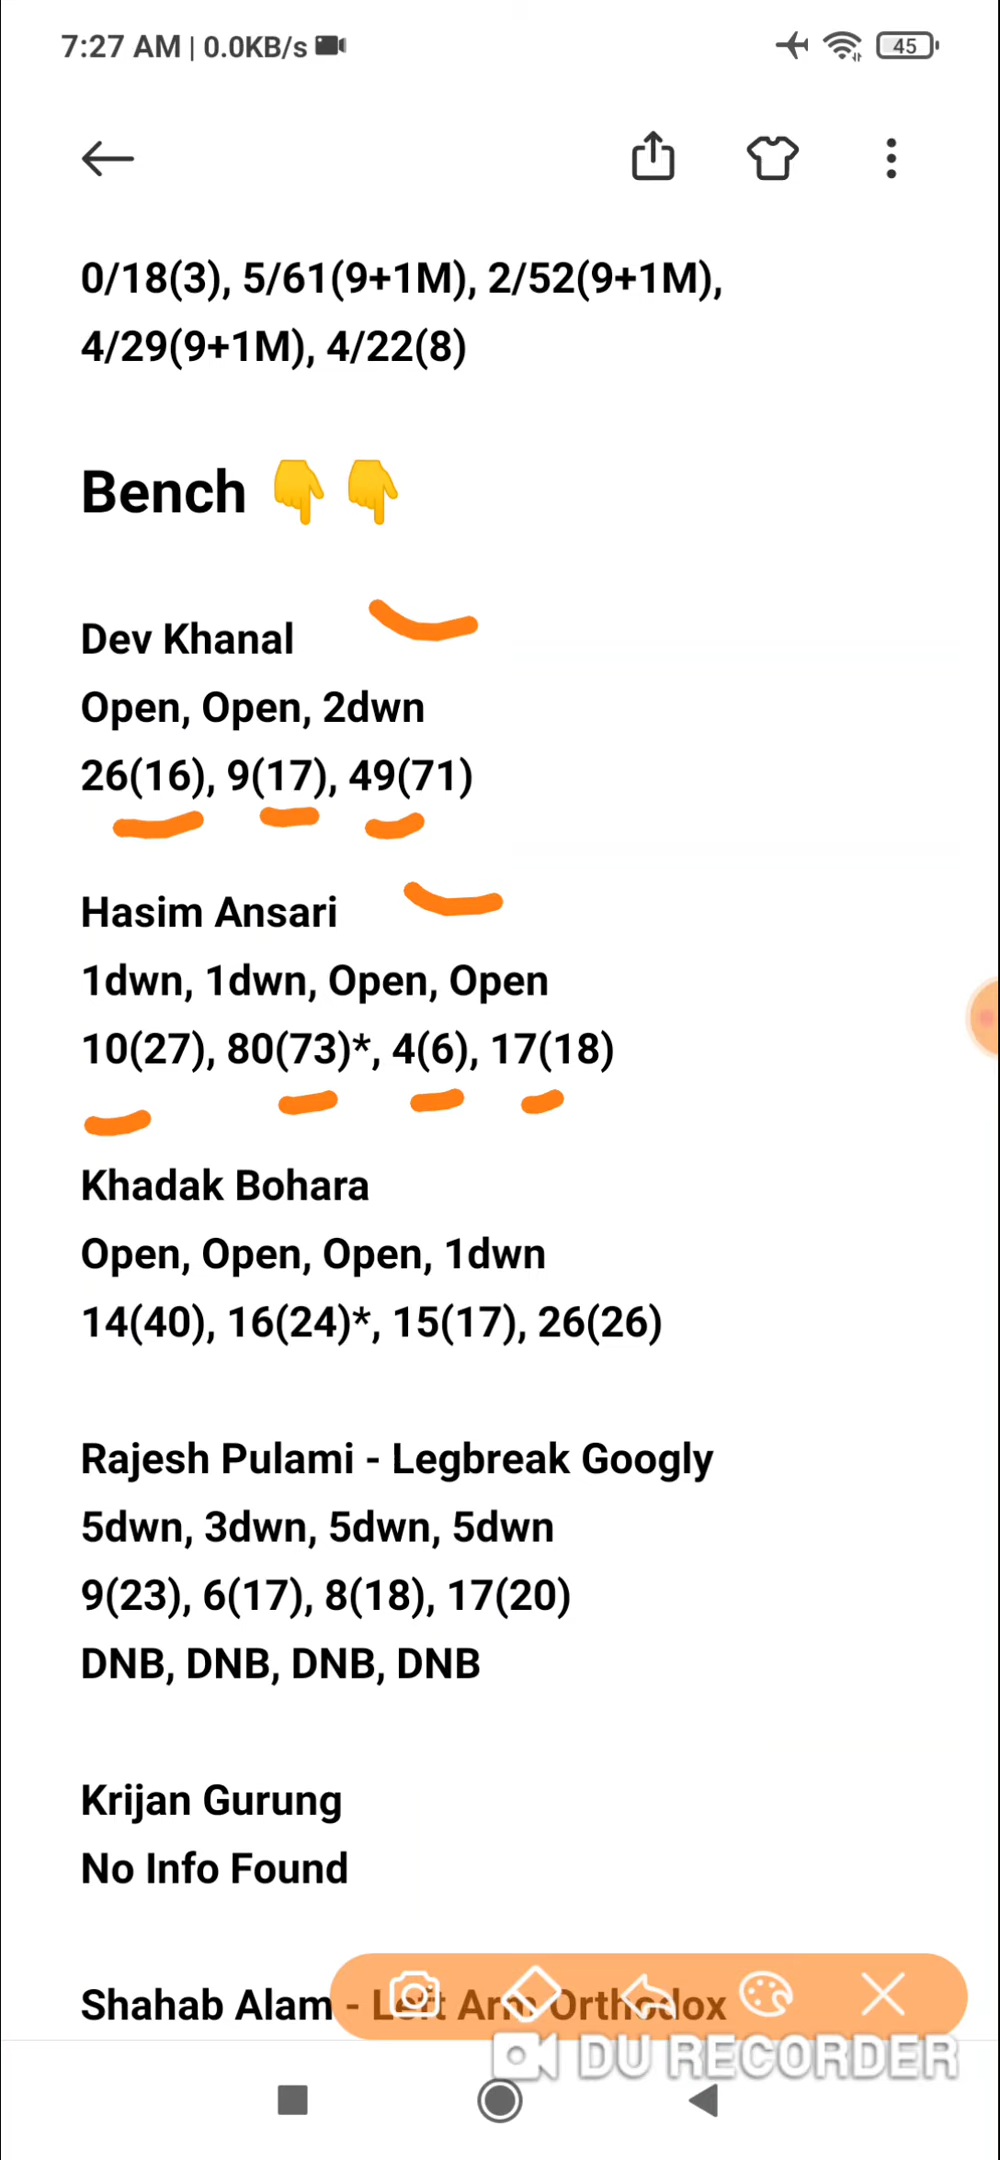 7:27 AM | 0.0KB/s 45
0/18(3), 5/61(9+1M), 2/52(9+1M),
4/29(9+1M), 4/22(8)
Bench 👇👇
Dev Khanal
Open, Open, 2dwn
26(16), 9(17), 49(71)
Hasim Ansari
1dwn, 1dwn, Open, Open
10(27), 80(73)*, 4(6), 17(18)
Khadak Bohara
Open, Open, Open, 1dwn
14(40), 16(24)*, 15(17), 26(26)
Rajesh Pulami - Legbreak Googly
5dwn, 3dwn, 5dwn, 5dwn
9(23), 6(17), 8(18), 17(20)
DNB, DNB, DNB, DNB
Krijan Gurung
No Info Found
Shahab Alam - Left Arm Orthodox
DU RECORDER